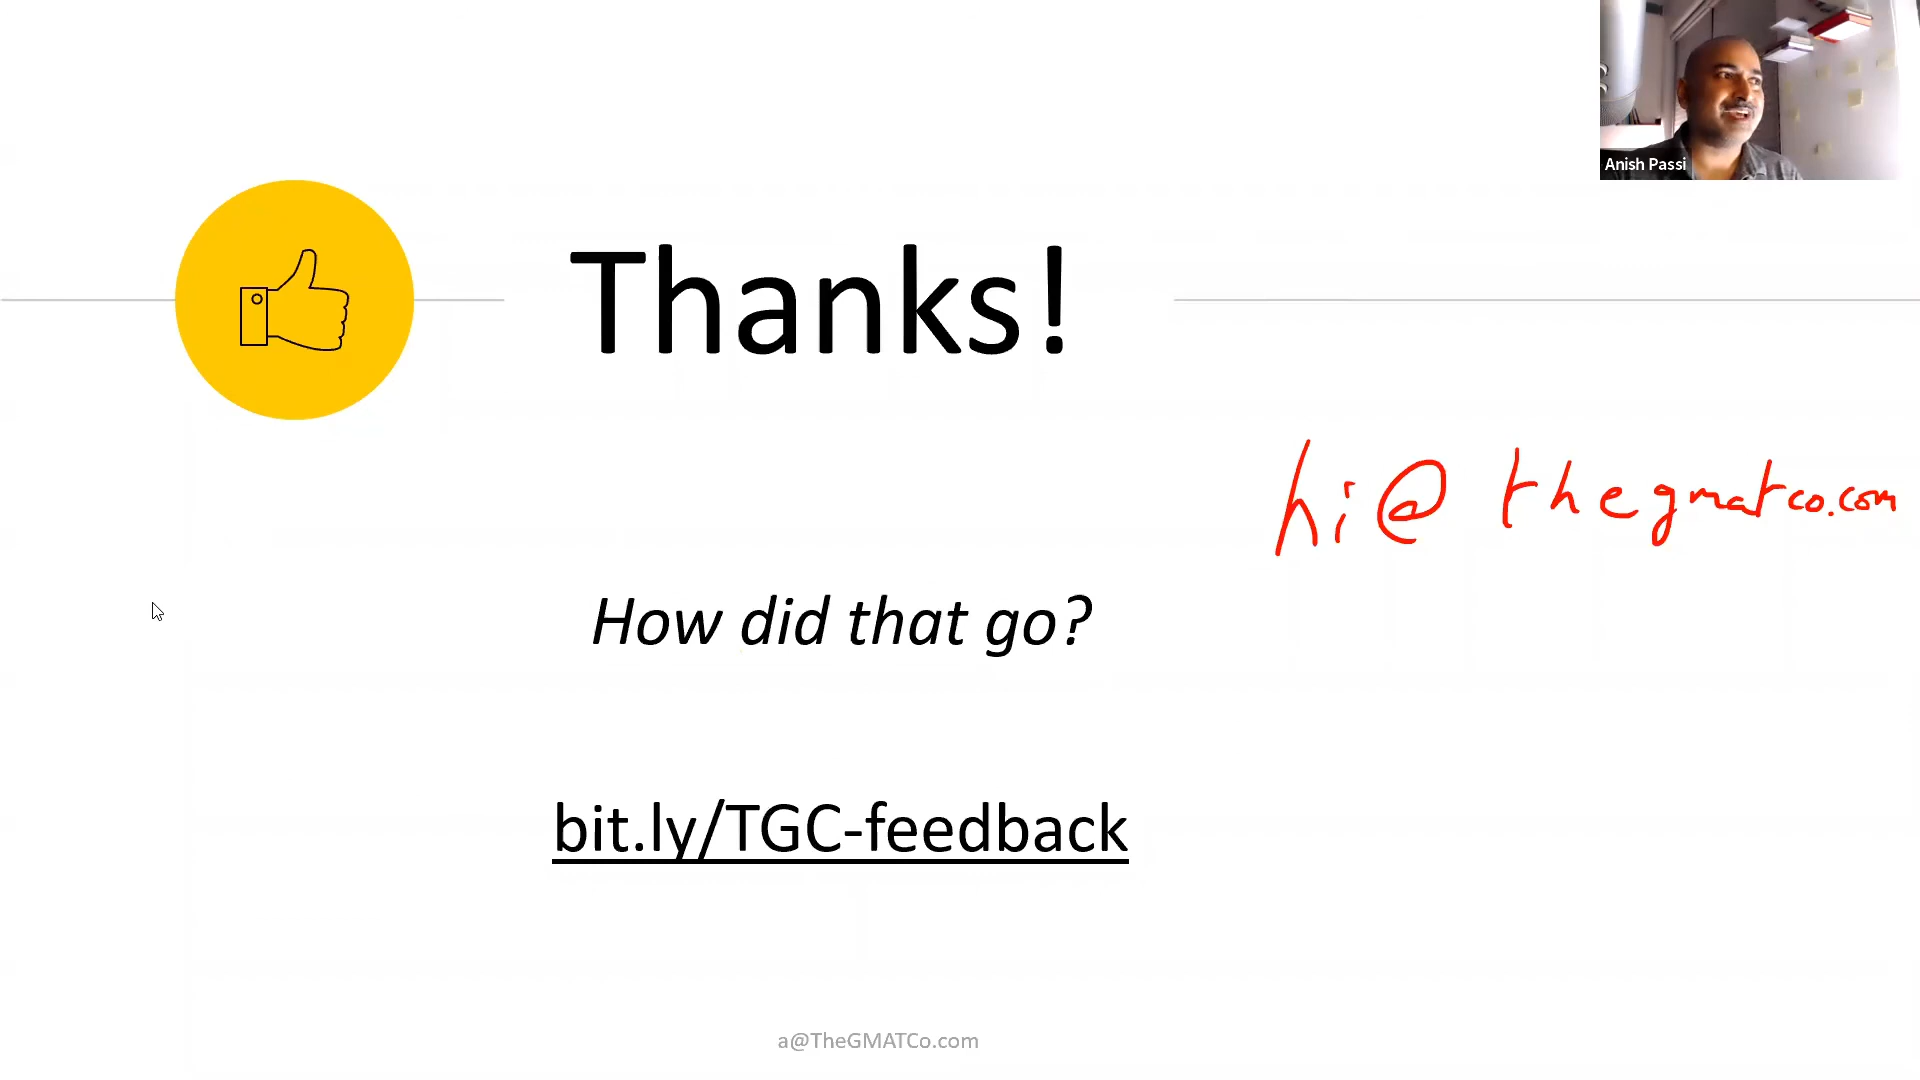 Anish Passi
Thanks!
hi@thegmatco.com
How did that go?
bit.ly/TGC-feedback
a@TheGMATCo.com